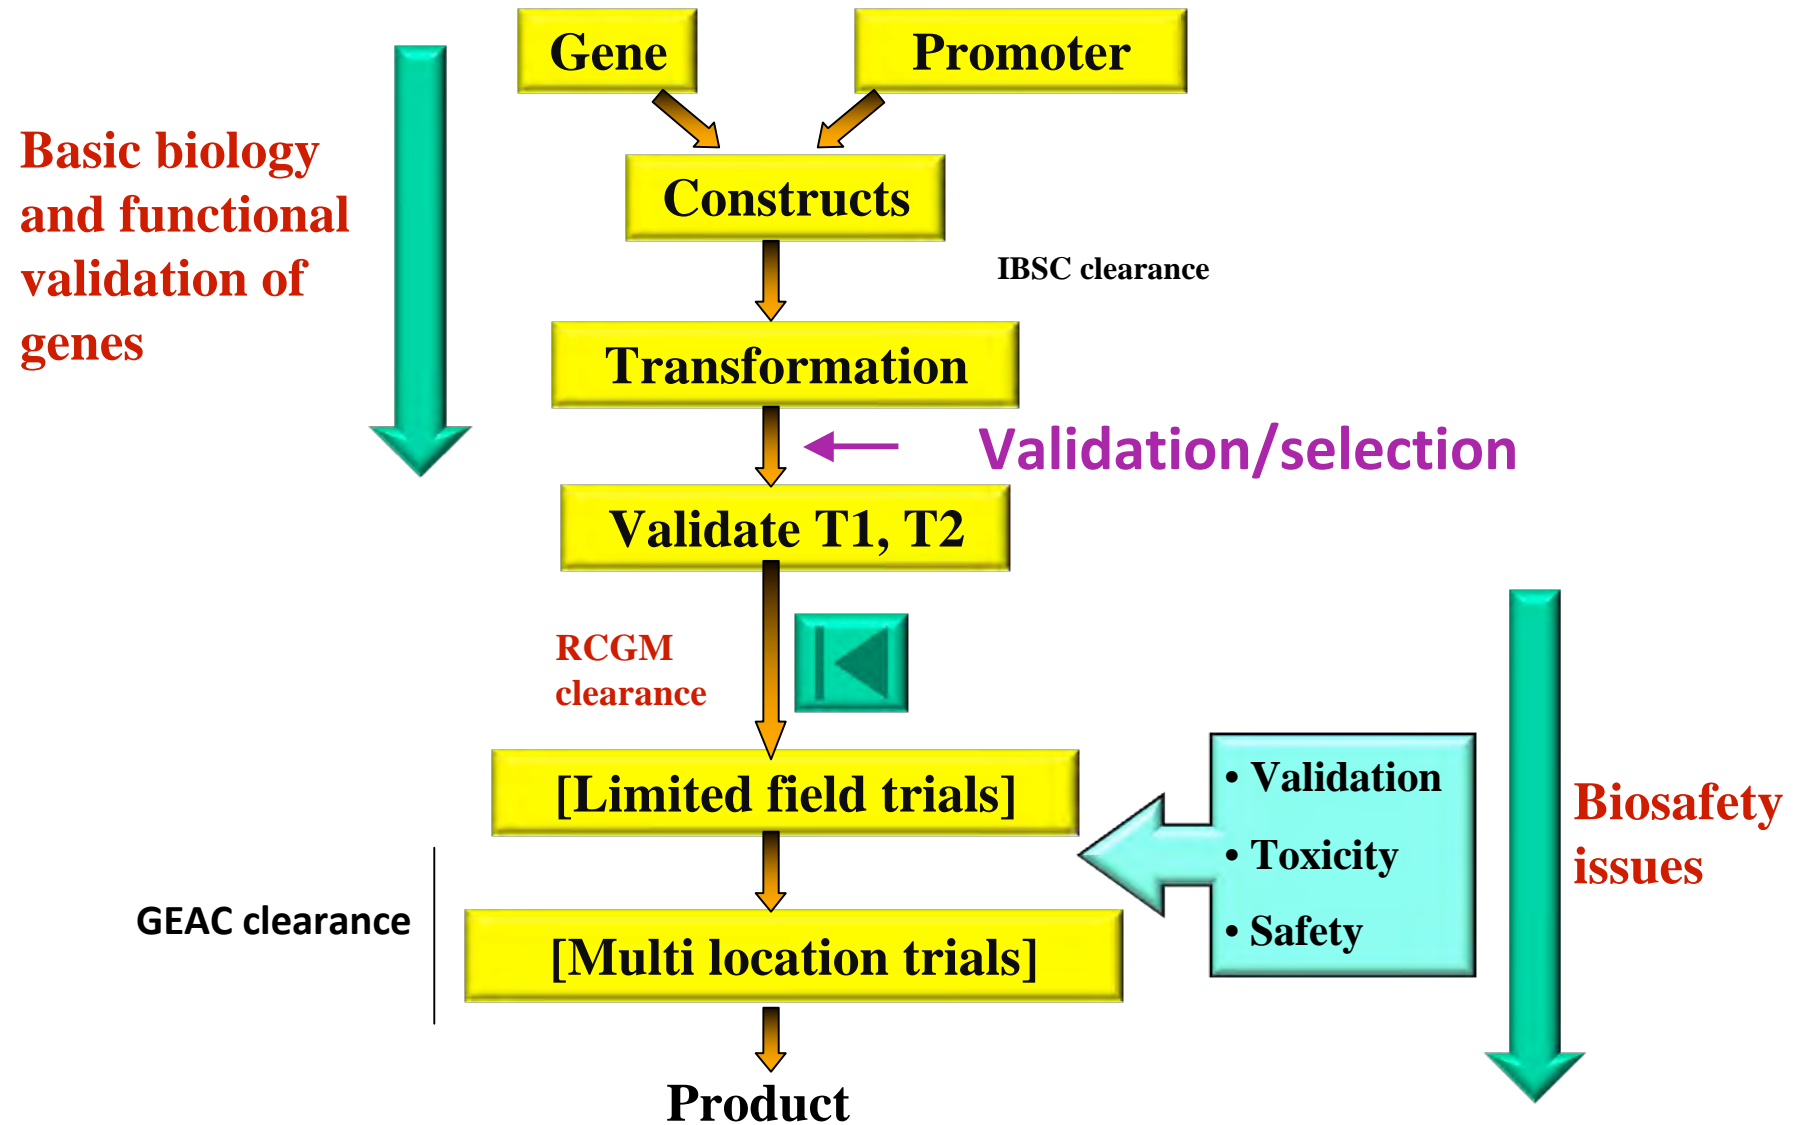 Gene
Promoter
Basic biology
and functional
validation of
genes
Constructs
IBSC clearance
Transformation
Validation/selection
Validate T1, T2
RCGM
clearance
[Limited field trials]
• Validation
• Toxicity
• Safety
Biosafety
issues
GEAC clearance
[Multi location trials]
Product